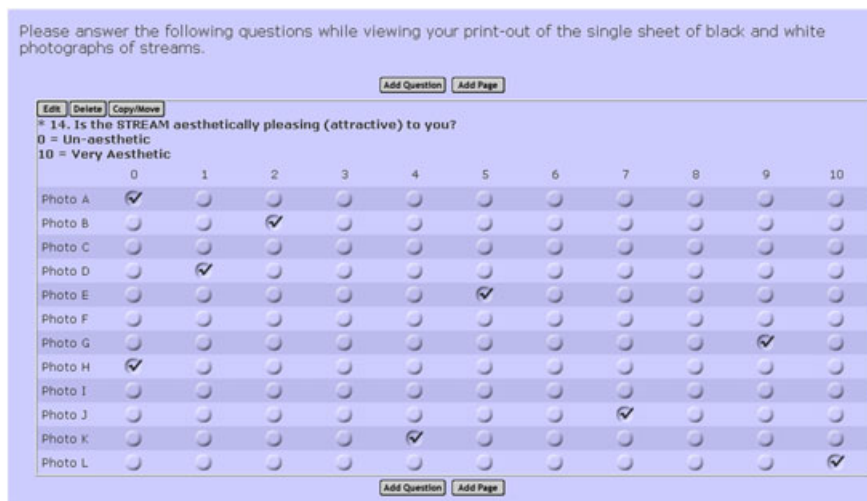 Please answer the following questions while viewing your print-out of the single sheet of black and white
photographs of streams.
Add Question Add Page
Edit Delete Copy/Move
* 14. Is the STREAM aesthetically pleasing (attractive) to you?
0 = Un-aesthetic
10 = Very Aesthetic
0 1 2 3 4 5 6 7 8 9 10
Photo A
Photo B
Photo C
Photo D
Photo E
Photo F
Photo G
Photo H
Photo I
Photo J
Photo K
Photo L
Add Question Add Page